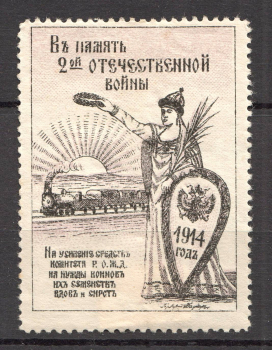 Въ память
2ой отечественной
войны
1914
годъ
На усиленiе средствъ
комитета Р.О.Ж.Д.
на нужды воиновъ
ихъ семействъ
вдовъ и сиротъ